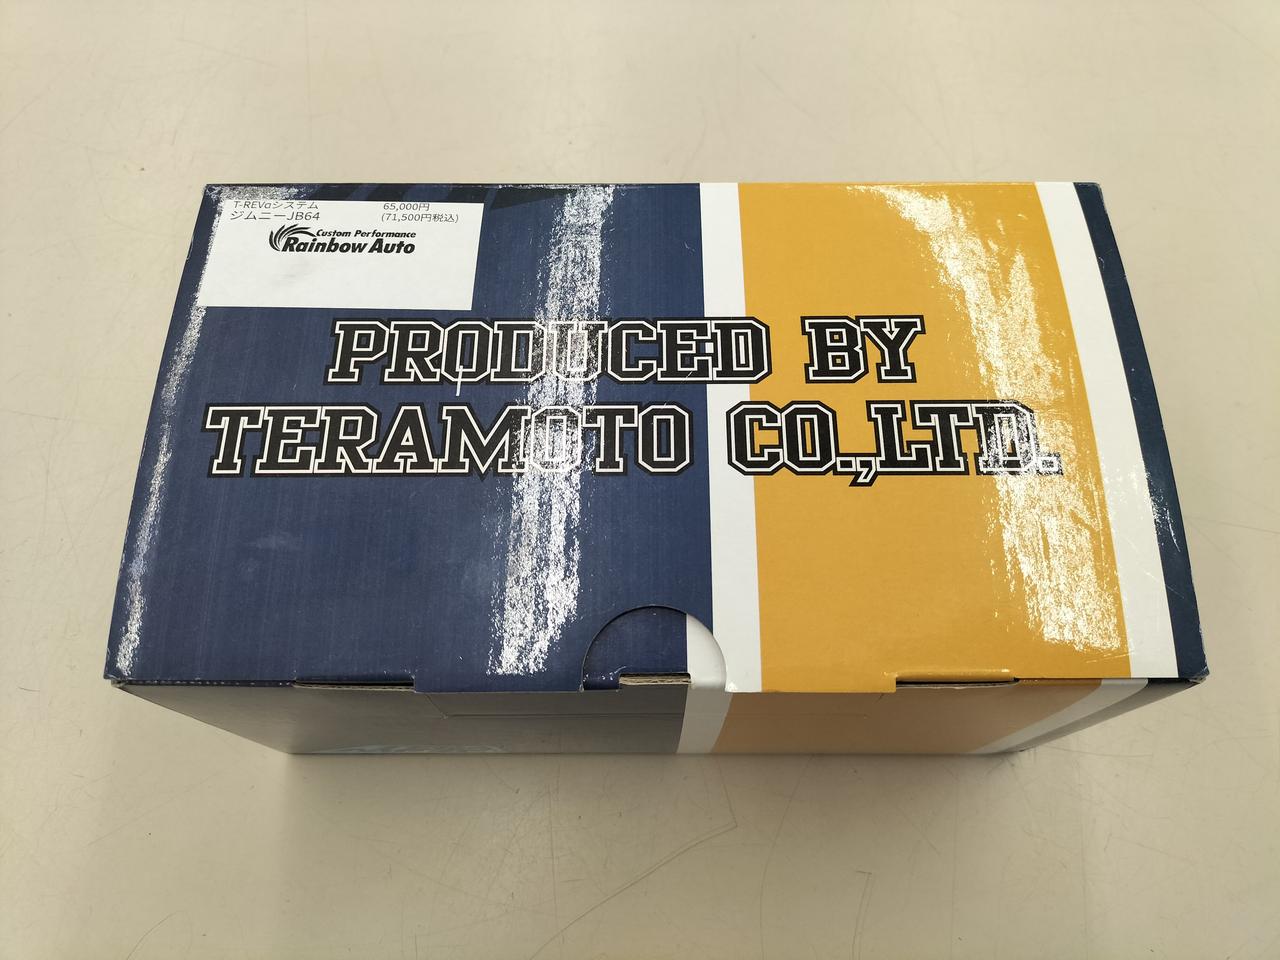 T-REVαシステム 65,000円
ジムニーJB64 (71,500円税込)
Custom Performance
Rainbow Auto
PRODUCED BY
TERAMOTO CO.,LTD.